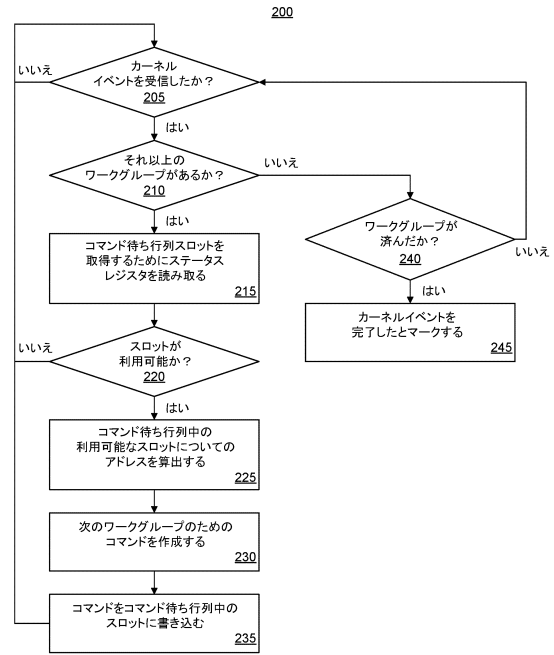 200
カーネル
イベントを受信したか？
205
いいえ
はい
それ以上の
ワークグループがあるか？
210
いいえ
はい
ワークグループが
済んだか？
240
いいえ
はい
コマンド待ち行列スロットを
取得するためにステータス
レジスタを読み取る
215
カーネルイベントを
完了したとマークする
245
スロットが
利用可能か？
220
いいえ
はい
コマンド待ち行列中の
利用可能なスロットについての
アドレスを算出する
225
次のワークグループのための
コマンドを作成する
230
コマンドをコマンド待ち行列中の
スロットに書き込む
235